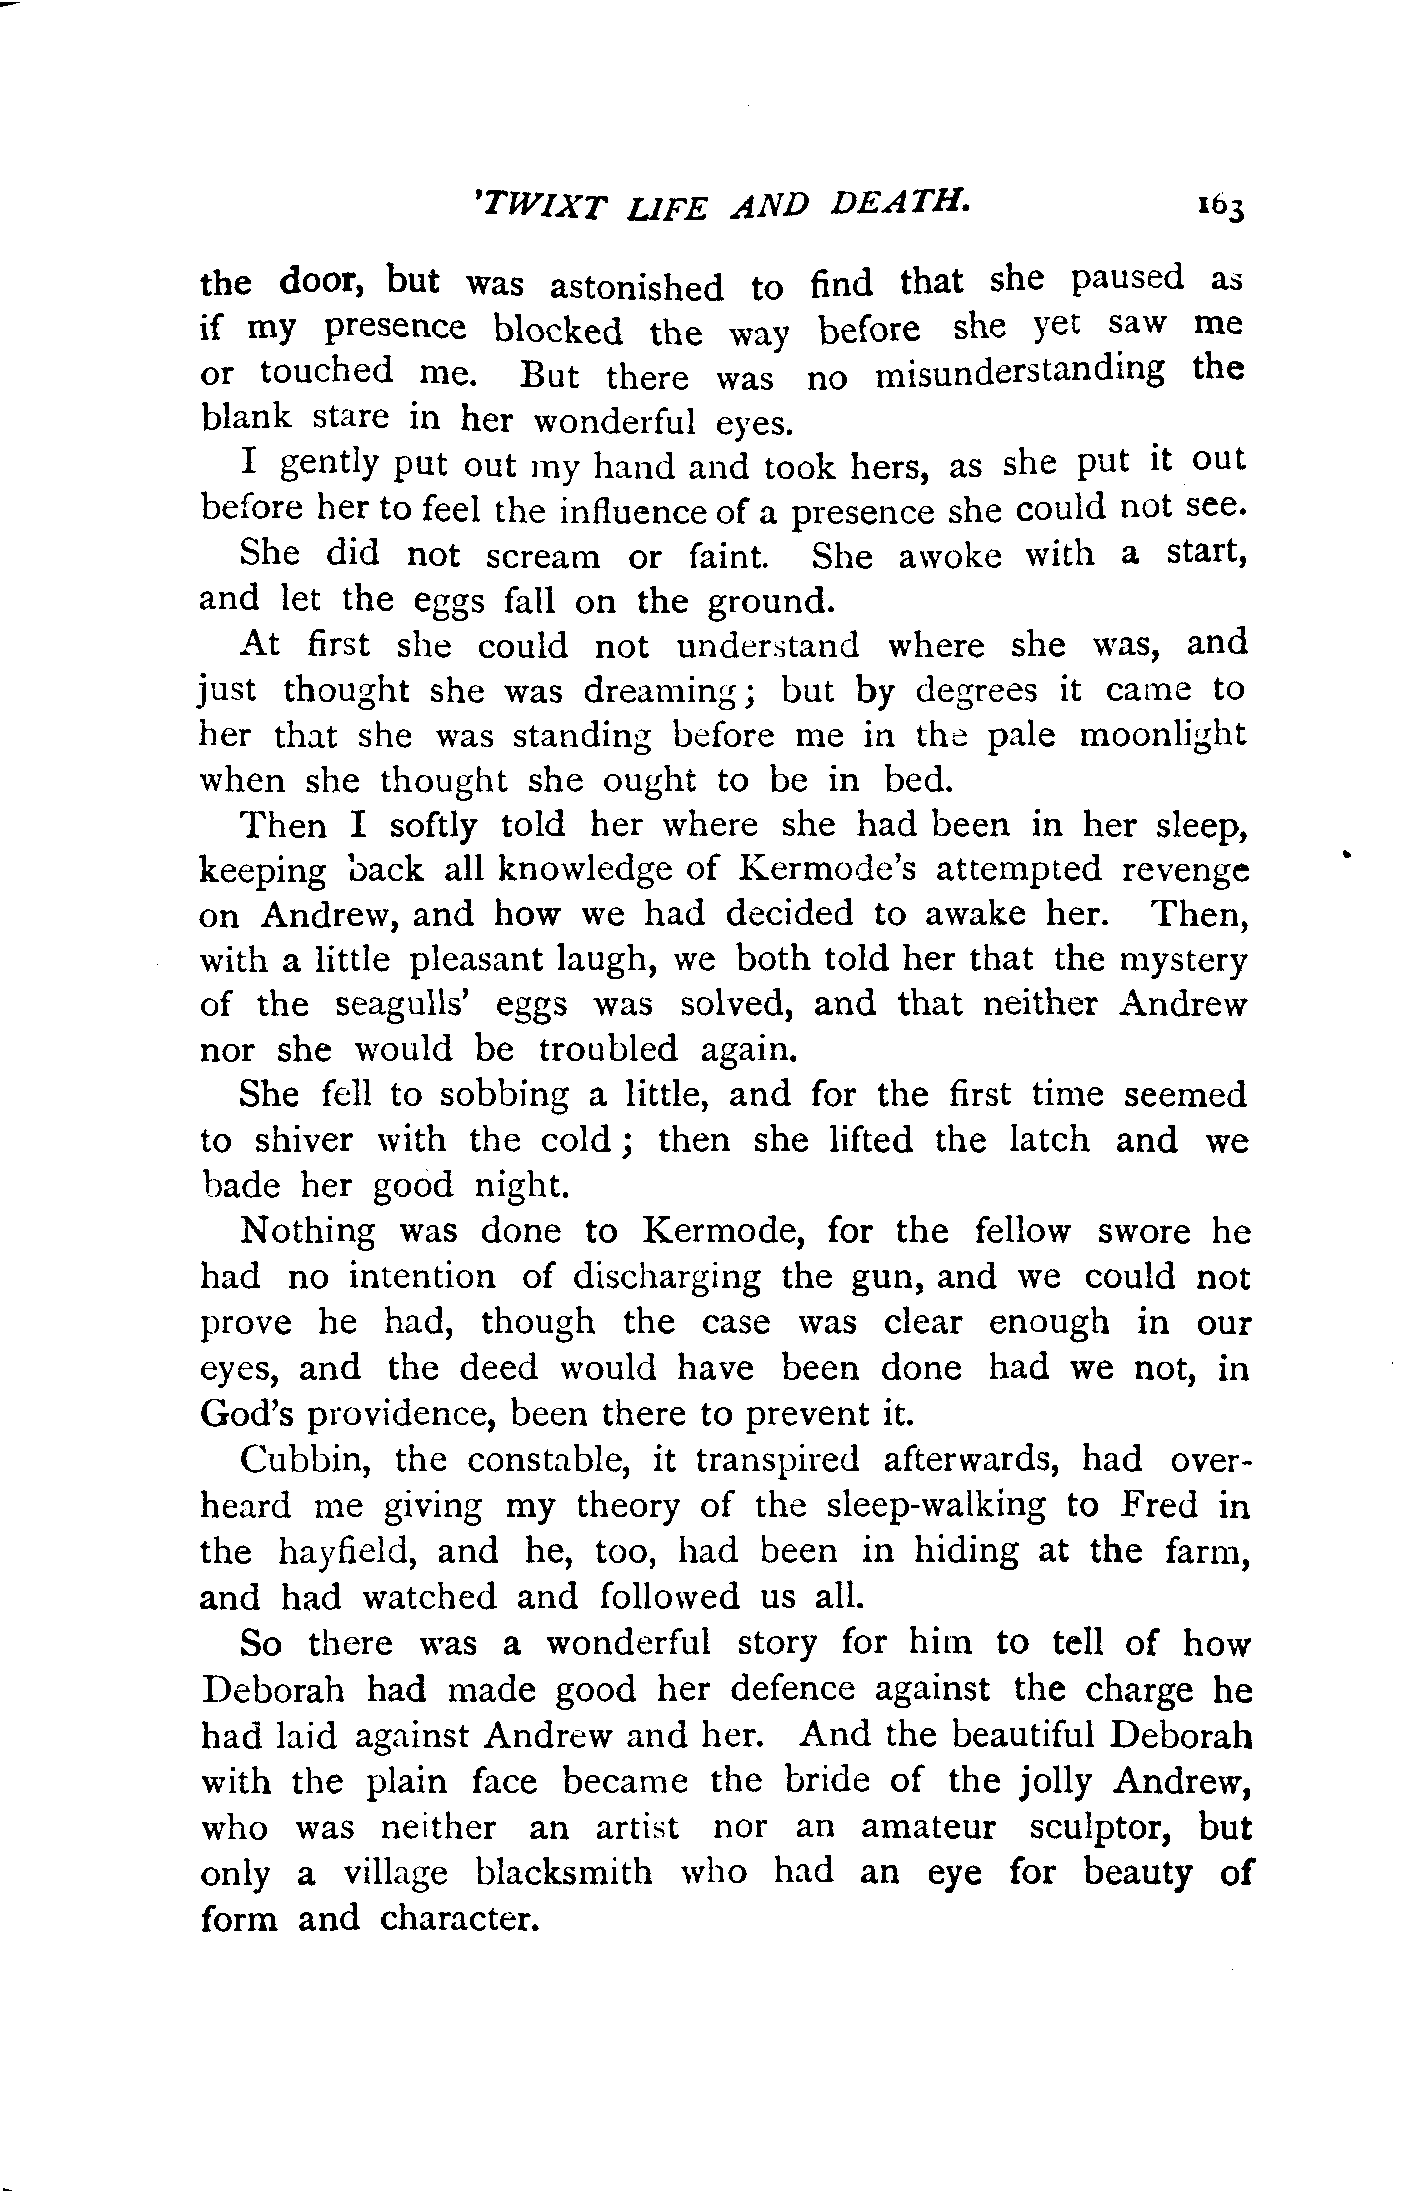 'TWIXT LIFE AND DEATH. 163
the door, but was astonished to find that she paused as
if my presence blocked the way before she yet saw me
or touched me. But there was no misunderstanding the
blank stare in her wonderful eyes.
I gently put out my hand and took hers, as she put it out
before her to feel the influence of a presence she could not see.
She did not scream or faint. She awoke with a start,
and let the eggs fall on the ground.
At first she could not understand where she was, and
just thought she was dreaming; but by degrees it came to
her that she was standing before me in the pale moonlight
when she thought she ought to be in bed.
Then I softly told her where she had been in her sleep,
keeping back all knowledge of Kermode's attempted revenge
on Andrew, and how we had decided to awake her. Then,
with a little pleasant laugh, we both told her that the mystery
of the seagulls' eggs was solved, and that neither Andrew
nor she would be troubled again.
She fell to sobbing a little, and for the first time seemed
to shiver with the cold; then she lifted the latch and we
bade her good night.
Nothing was done to Kermode, for the fellow swore he
had no intention of discharging the gun, and we could not
prove he had, though the case was clear enough in our
eyes, and the deed would have been done had we not, in
God's providence, been there to prevent it.
Cubbin, the constable, it transpired afterwards, had over-
heard me giving my theory of the sleep-walking to Fred in
the hayfield, and he, too, had been in hiding at the farm,
and had watched and followed us all.
So there was a wonderful story for him to tell of how
Deborah had made good her defence against the charge he
had laid against Andrew and her. And the beautiful Deborah
with the plain face became the bride of the jolly Andrew,
who was neither an artist nor an amateur sculptor, but
only a village blacksmith who had an eye for beauty of
form and character.